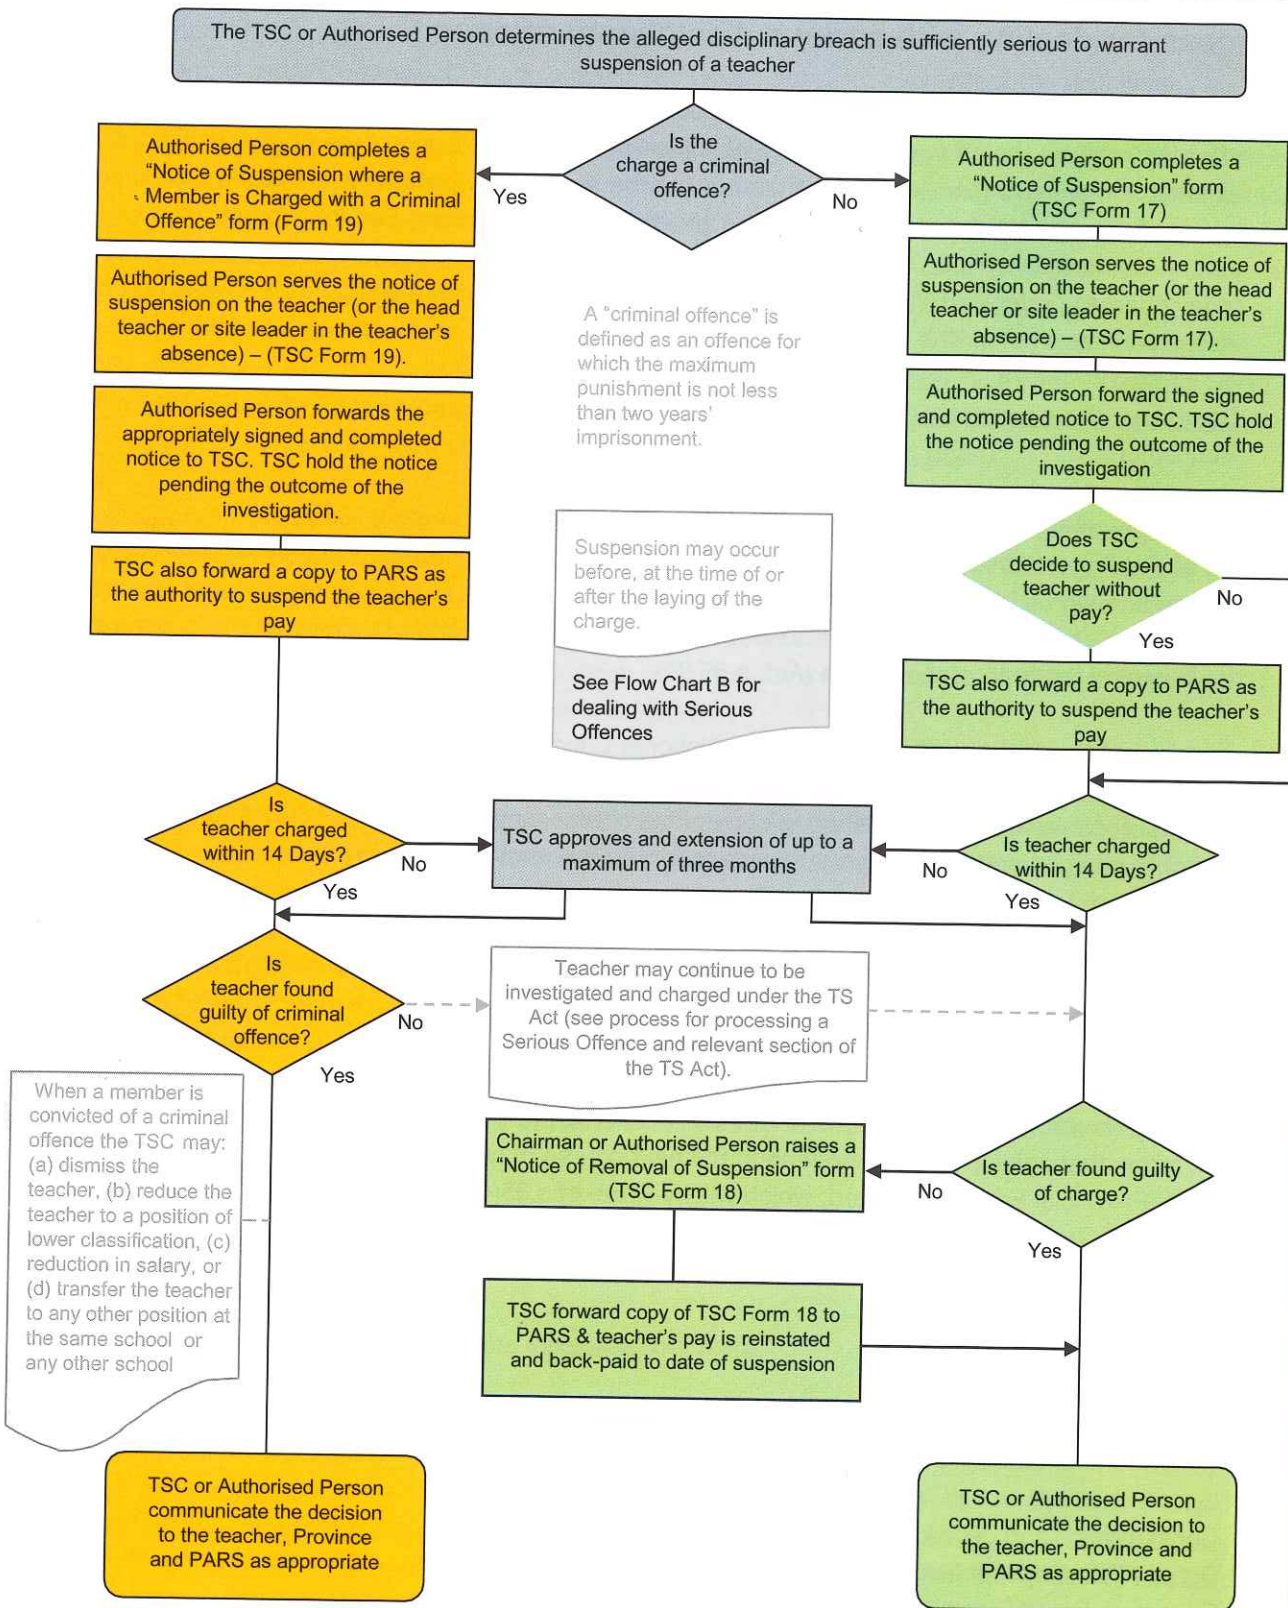 The TSC or Authorised Person determines the alleged disciplinary breach is sufficiently serious to warrant
suspension of a teacher
Is the
charge a criminal
offence?
Yes
No
Authorised Person completes a
“Notice of Suspension where a
Member is Charged with a Criminal
Offence” form (Form 19)
Authorised Person serves the notice of
suspension on the teacher (or the head
teacher or site leader in the teacher’s
absence) – (TSC Form 19).
Authorised Person forwards the
appropriately signed and completed
notice to TSC. TSC hold the notice
pending the outcome of the
investigation.
TSC also forward a copy to PARS as
the authority to suspend the teacher’s
pay
A “criminal offence” is
defined as an offence for
which the maximum
punishment is not less
than two years’
imprisonment.
Suspension may occur
before, at the time of or
after the laying of the
charge.
See Flow Chart B for
dealing with Serious
Offences
Authorised Person completes a
“Notice of Suspension” form
(TSC Form 17)
Authorised Person serves the notice of
suspension on the teacher (or the head
teacher or site leader in the teacher’s
absence) – (TSC Form 17).
Authorised Person forward the signed
and completed notice to TSC. TSC hold
the notice pending the outcome of the
investigation
Does TSC
decide to suspend
teacher without
pay?
No
Yes
TSC also forward a copy to PARS as
the authority to suspend the teacher’s
pay
Is
teacher charged
within 14 Days?
No
Yes
TSC approves and extension of up to a
maximum of three months
Is teacher charged
within 14 Days?
No
Yes
Is
teacher found
guilty of criminal
offence?
No
Yes
Teacher may continue to be
investigated and charged under the TS
Act (see process for processing a
Serious Offence and relevant section of
the TS Act).
When a member is
convicted of a criminal
offence the TSC may:
(a) dismiss the
teacher, (b) reduce the
teacher to a position of
lower classification, (c)
reduction in salary, or
(d) transfer the teacher
to any other position at
the same school or
any other school
Chairman or Authorised Person raises a
“Notice of Removal of Suspension” form
(TSC Form 18)
Is teacher found guilty
of charge?
No
Yes
TSC forward copy of TSC Form 18 to
PARS & teacher’s pay is reinstated
and back-paid to date of suspension
TSC or Authorised Person
communicate the decision
to the teacher, Province
and PARS as appropriate
TSC or Authorised Person
communicate the decision to
the teacher, Province and
PARS as appropriate